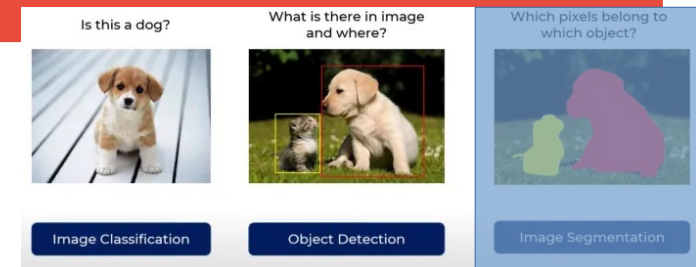 Is this a dog?
What is there in image
and where?
Which pixels belong to
which object?
Image Classification
Object Detection
Image Segmentation